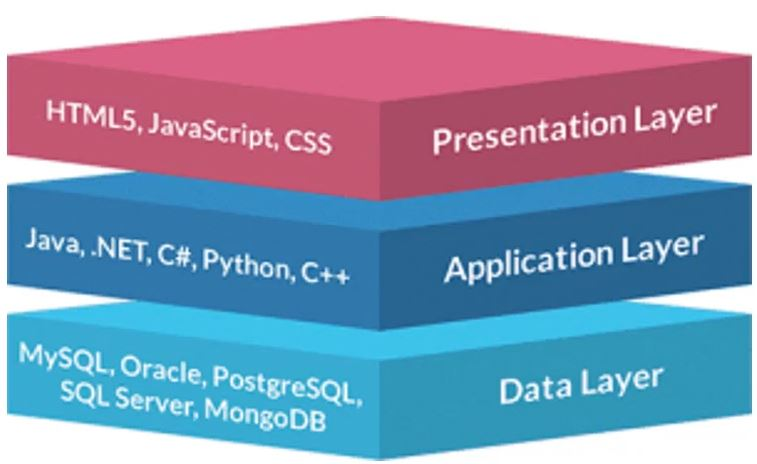 HTML5, JavaScript, CSS
Presentation Layer
Java, .NET, C#, Python, C++
Application Layer
MySQL, Oracle, PostgreSQL,
SQL Server, MongoDB
Data Layer